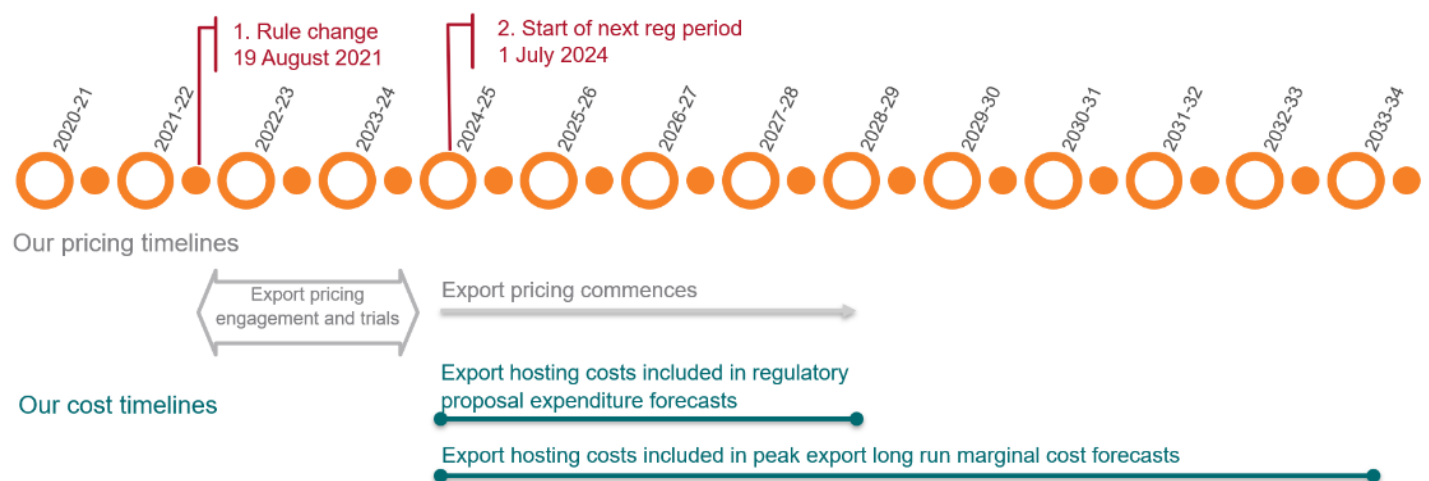 1. Rule change
19 August 2021
2. Start of next reg period
1 July 2024
2020-21
2021-22
2022-23
2023-24
2024-25
2025-26
2026-27
2027-28
2028-29
2029-30
2030-31
2031-32
2032-33
2033-34
Our pricing timelines
Export pricing
engagement and trials
Export pricing commences
Our cost timelines
Export hosting costs included in regulatory
proposal expenditure forecasts
Export hosting costs included in peak export long run marginal cost forecasts